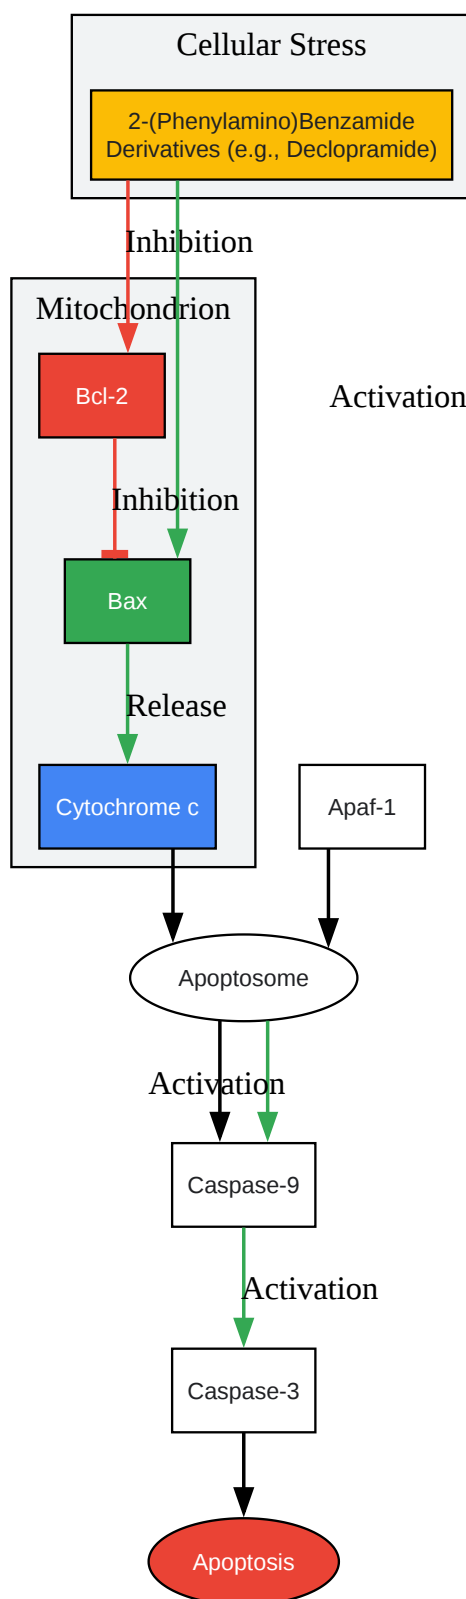 Cellular Stress
2-(Phenylamino)Benzamide
Derivatives (e.g., Declopramide)
Inhibition
Mitochondrion
Bcl-2
Activation
Inhibition
Bax
Release
Cytochrome c
Apaf-1
Apoptosome
Activation
Caspase-9
Activation
Caspase-3
Apoptosis